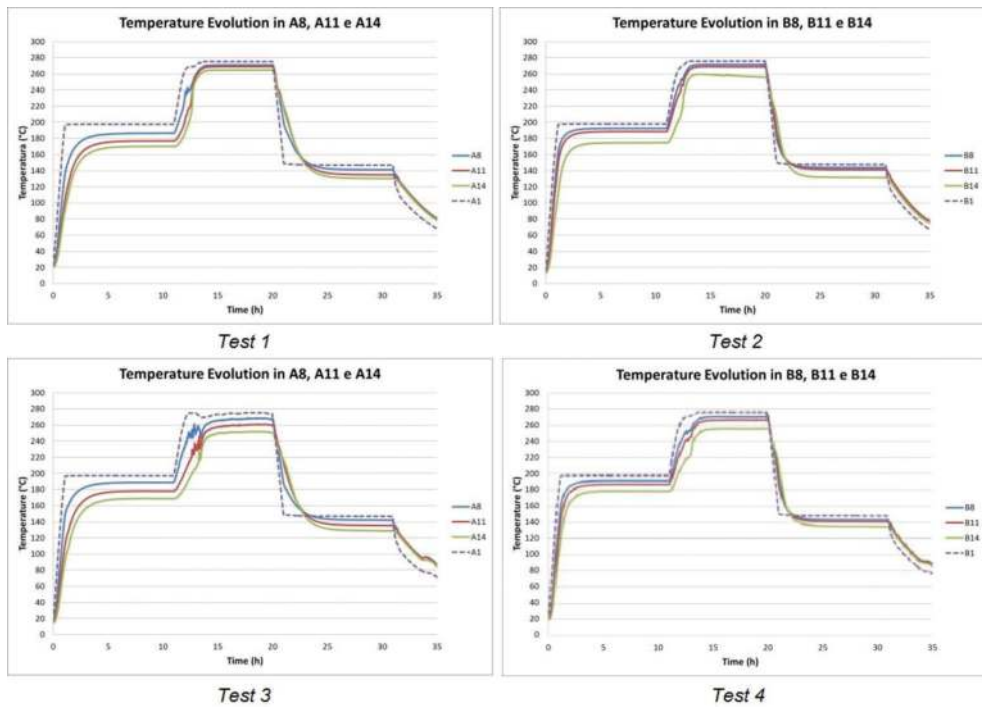 Temperature Evolution in A8, A11 e A14
300
280
260
240
220
200
180
160
140
120
100
80
60
40
20
0
Temperatura (°C)
0 5 10 15 20 25 30 35
Time (h)
A8
A11
A14
A1
Test 1
Temperature Evolution in B8, B11 e B14
300
280
260
240
220
200
180
160
140
120
100
80
60
40
20
0
Temperature (°C)
0 5 10 15 20 25 30 35
Time (h)
B8
B11
B14
B1
Test 2
Temperature Evolution in A8, A11 e A14
300
280
260
240
220
200
180
160
140
120
100
80
60
40
20
0
Temperature (°C)
0 5 10 15 20 25 30 35
Time (h)
A8
A11
A14
A1
Test 3
Temperature Evolution in B8, B11 e B14
300
280
260
240
220
200
180
160
140
120
100
80
60
40
20
0
Temperature (°C)
0 5 10 15 20 25 30 35
Time (h)
B8
B11
B14
B1
Test 4